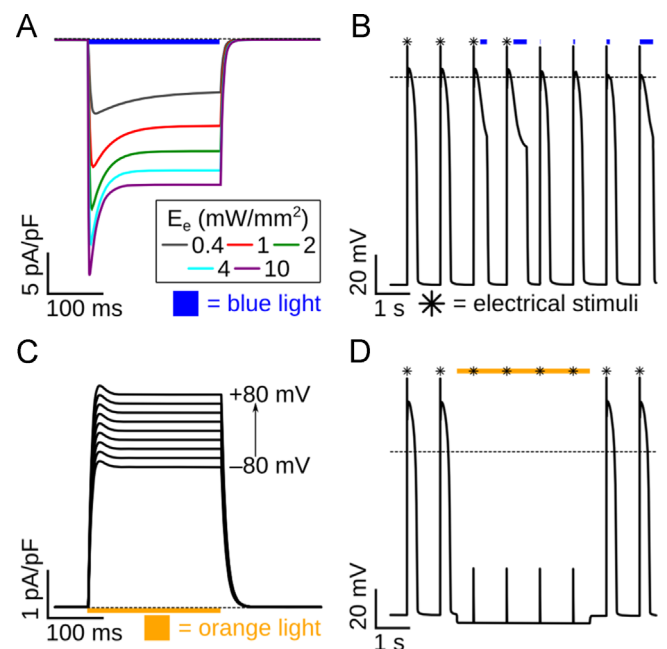 A
5 pA/pF
100 ms
E_e (mW/mm²)
0.4 1 2
4 10
= blue light
B
20 mV
1 s
= electrical stimuli
C
+80 mV
−80 mV
1 pA/pF
100 ms
= orange light
D
20 mV
1 s